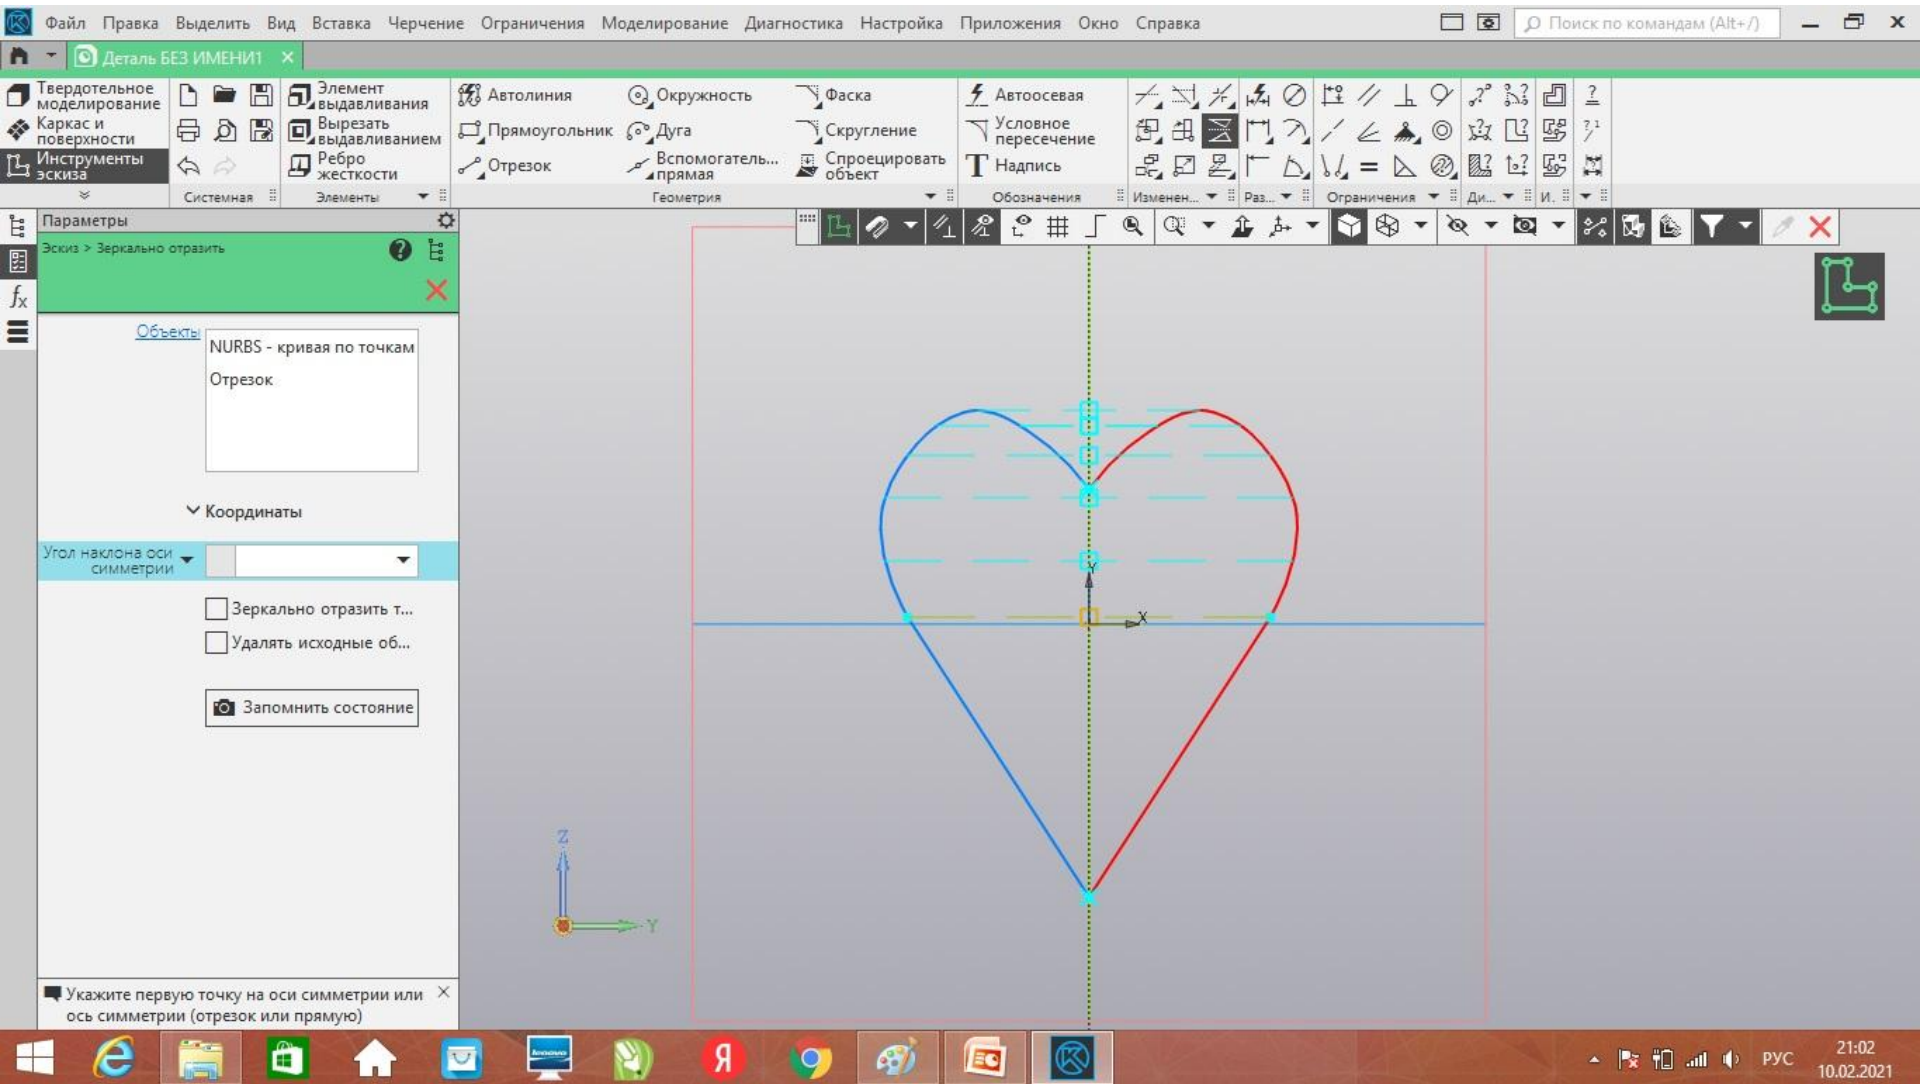 Файл Правка Выделить Вид Вставка Черчение Ограничения Моделирование Диагностика Настройка Приложения Окно Справка
Поиск по командам (Alt+/)
Деталь БЕЗ ИМЕНИ1
Твердотельное
моделирование
Каркас и
поверхности
Инструменты
эскиза
Системная
Элемент
выдавливания
Вырезать
выдавливанием
Ребро
жесткости
Элементы
Автолиния
Прямоугольник
Отрезок
Окружность
Дуга
Вспомогатель...
прямая
Фаска
Скругление
Спроецировать
объект
Геометрия
Автоосевая
Условное
пересечение
Надпись
Обозначения
Изменен...
Раз...
Ограничения
Ди...
И.
Параметры
Эскиз > Зеркально отразить
Объекты
NURBS - кривая по точкам
Отрезок
Координаты
Угол наклона оси
симметрии
Зеркально отразить т...
Удалять исходные об...
Запомнить состояние
Укажите первую точку на оси симметрии или
ось симметрии (отрезок или прямую)
Y
X
Z
Y
lenovo
Я
РУС
21:02
10.02.2021